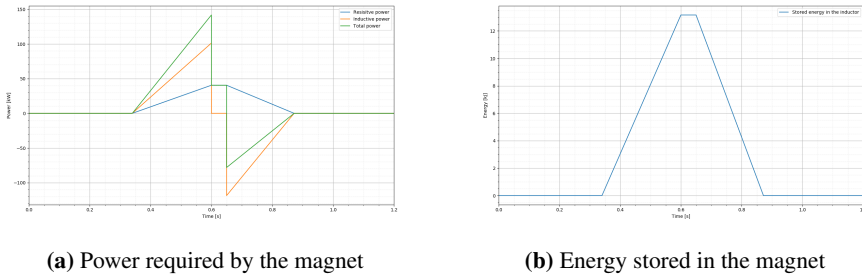 150
100
50
0
−50
−100
Power [kW]
0.0 0.2 0.4 0.6 0.8 1.0 1.2
Time [s]
Resistive power
Inductive power
Total power
12
10
8
6
4
2
0
Energy [kJ]
0.0 0.2 0.4 0.6 0.8 1.0 1.2
Time [s]
Stored energy in the inductor
(a) Power required by the magnet
(b) Energy stored in the magnet